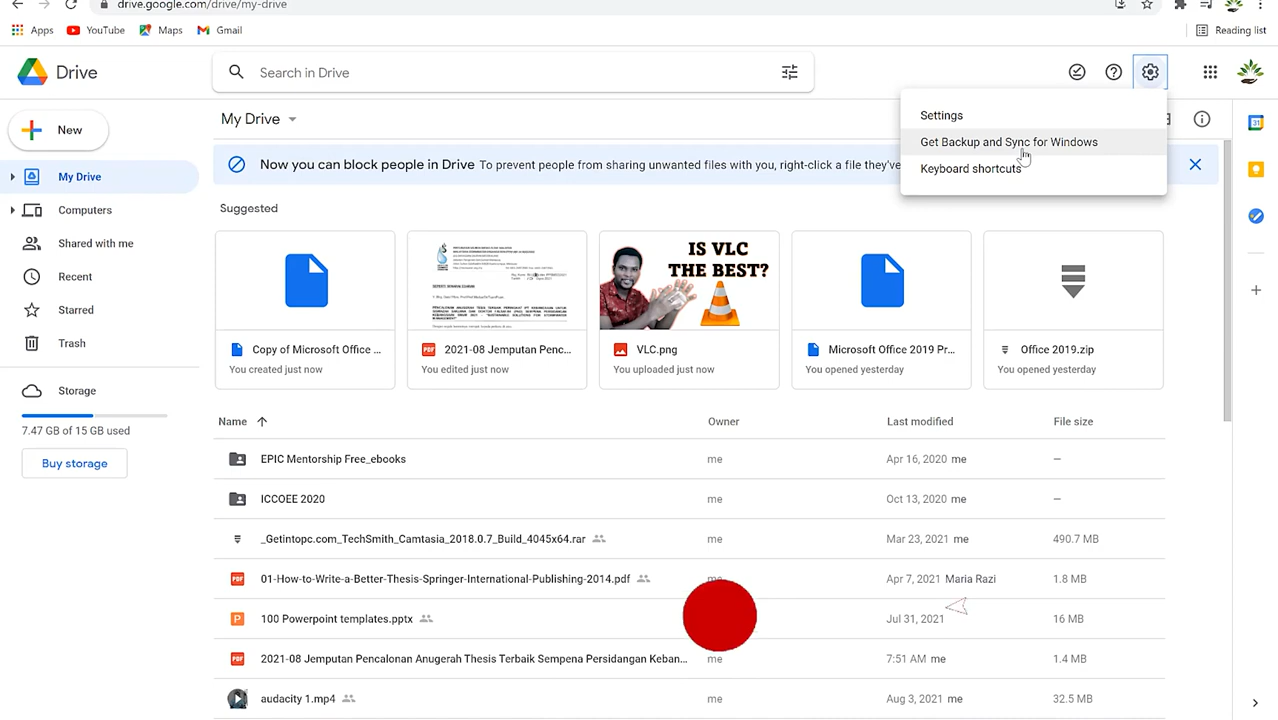 drive.google.com/drive/my-drive
Apps YouTube Maps Gmail Reading list
Drive Search in Drive
Settings
Get Backup and Sync for Windows
Keyboard shortcuts
New
My Drive
Now you can block people in Drive To prevent people from sharing unwanted files with you, right-click a file they've
My Drive
Computers
Shared with me
Recent
Starred
Trash
Storage
7.47 GB of 15 GB used
Buy storage
Suggested
IS VLC
THE BEST?
Copy of Microsoft Office ...
You created just now
2021-08 Jemputan Penc...
You edited just now
VLC.png
You uploaded just now
Microsoft Office 2019 Pr...
You opened yesterday
Office 2019.zip
You opened yesterday
Name Owner Last modified File size
EPIC Mentorship Free_ebooks me Apr 16, 2020 me –
ICCOEE 2020 me Oct 13, 2020 me –
_Getintopc.com_TechSmith_Camtasia_2018.0.7_Build_4045x64.rar me Mar 23, 2021 me 490.7 MB
01-How-to-Write-a-Better-Thesis-Springer-International-Publishing-2014.pdf me Apr 7, 2021 Maria Razi 1.8 MB
100 Powerpoint templates.pptx Jul 31, 2021 16 MB
2021-08 Jemputan Pencalonan Anugerah Thesis Terbaik Sempena Persidangan Keban... me 7:51 AM me 1.4 MB
audacity 1.mp4 me Aug 3, 2021 me 32.5 MB